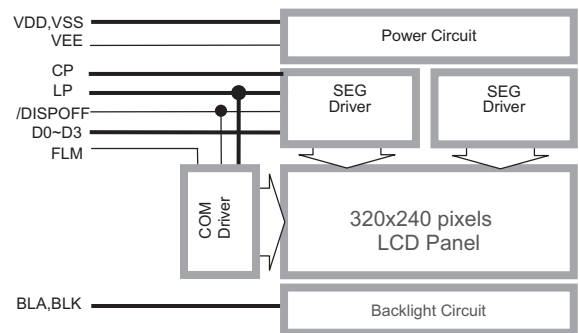 VDD,VSS
VEE
Power Circuit
CP
LP
/DISPOFF
D0~D3
FLM
SEG
Driver
SEG
Driver
COM
Driver
320x240 pixels
LCD Panel
BLA,BLK
Backlight Circuit